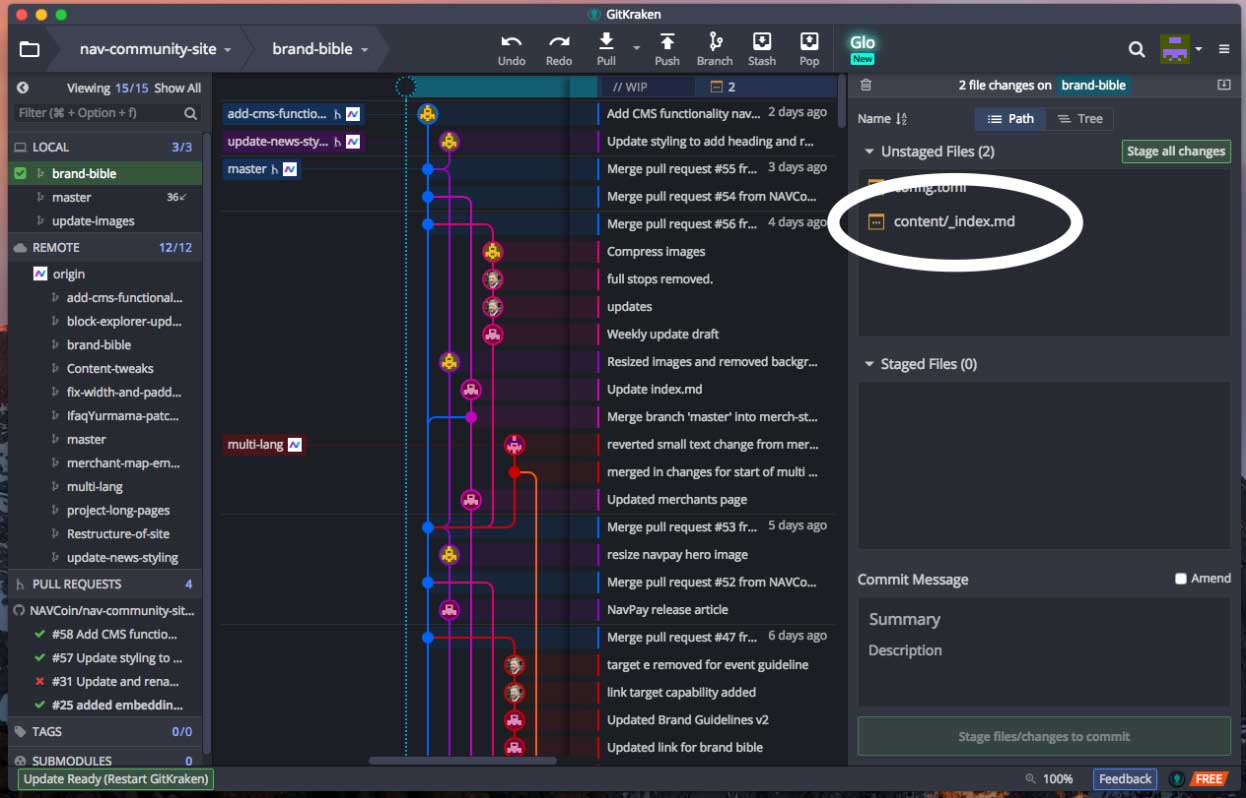 GitKraken
nav-community-site
brand-bible
Undo
Redo
Pull
Push
Branch
Stash
Pop
Glo
New
Viewing 15/15 Show All
Filter (⌘ + Option + f)
LOCAL 3/3
brand-bible
master 36↙
update-images
REMOTE 12/12
origin
add-cms-functional...
block-explorer-upd...
brand-bible
Content-tweaks
fix-width-and-padd...
IfaqYurmama-patc...
master
merchant-map-em...
multi-lang
project-long-pages
Restructure-of-site
update-news-styling
PULL REQUESTS 4
NAVCoin/nav-community-sit...
#58 Add CMS functio...
#57 Update styling to ...
#31 Update and rena...
#25 added embeddin...
TAGS 0/0
SUBMODULES 0
Update Ready (Restart GitKraken)
// WIP 2
add-cms-functio...
Add CMS functionality nav... 2 days ago
update-news-sty...
Update styling to add heading and r...
master
Merge pull request #55 fr... 3 days ago
Merge pull request #54 from NAVCo...
Merge pull request #56 fr... 4 days ago
Compress images
full stops removed.
updates
Weekly update draft
Resized images and removed backgr...
Update index.md
Merge branch 'master' into merch-st...
multi-lang
reverted small text change from mer...
merged in changes for start of multi ...
Updated merchants page
Merge pull request #53 fr... 5 days ago
resize navpay hero image
Merge pull request #52 from NAVCo...
NavPay release article
Merge pull request #47 fr... 6 days ago
target e removed for event guideline
link target capability added
Updated Brand Guidelines v2
Updated link for brand bible
2 file changes on brand-bible
Name
Path
Tree
Unstaged Files (2)
Stage all changes
config.toml
content/_index.md
Staged Files (0)
Commit Message
Amend
Summary
Description
Stage files/changes to commit
100%
Feedback
FREE